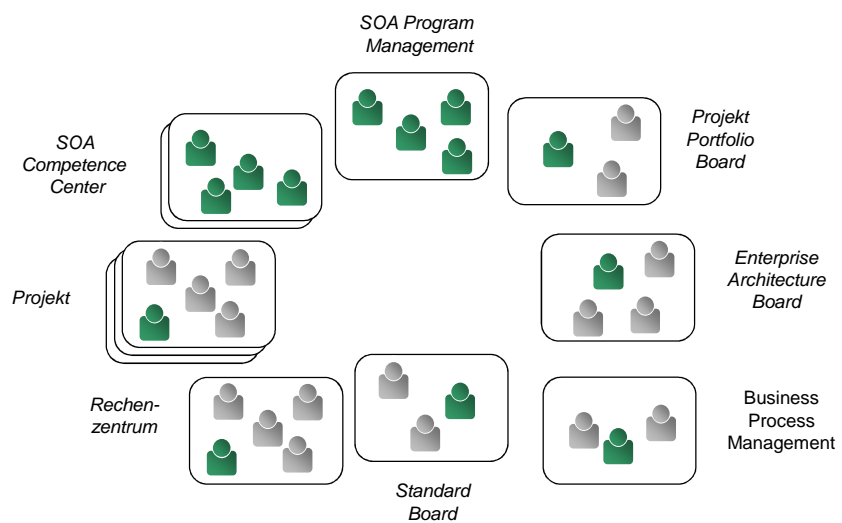 SOA Program
Management
SOA
Competence
Center
Projekt
Portfolio
Board
Projekt
Enterprise
Architecture
Board
Rechen-
zentrum
Business
Process
Management
Standard
Board